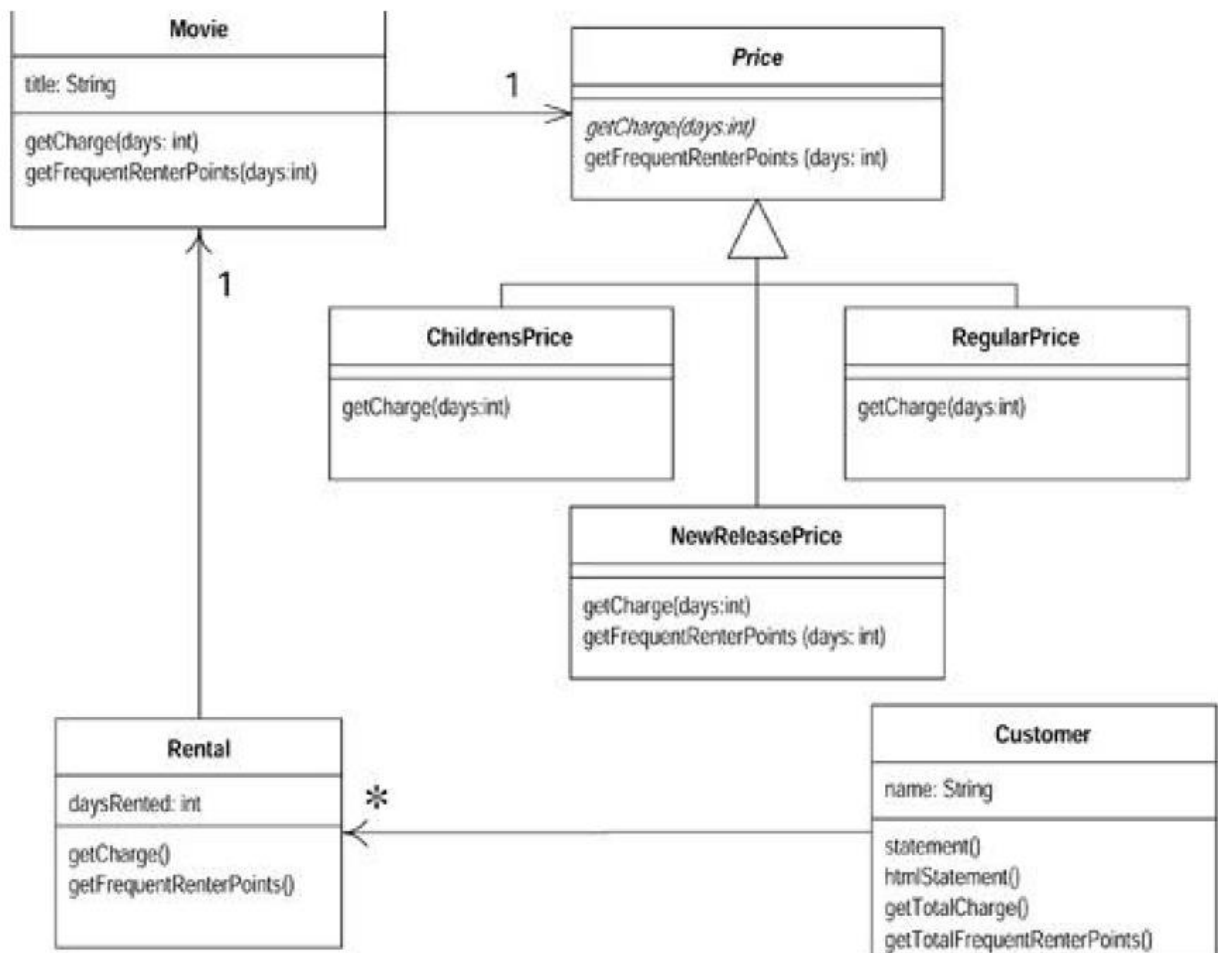 Movie
title: String
getCharge(days: int)
getFrequentRenterPoints(days:int)
1
Price
getCharge(days:int)
getFrequentRenterPoints (days: int)
1
ChildrensPrice
getCharge(days:int)
RegularPrice
getCharge(days:int)
NewReleasePrice
getCharge(days:int)
getFrequentRenterPoints (days: int)
Rental
daysRented: int
getCharge()
getFrequentRenterPoints()
*
Customer
name: String
statement()
htmlStatement()
getTotalCharge()
getTotalFrequentRenterPoints()